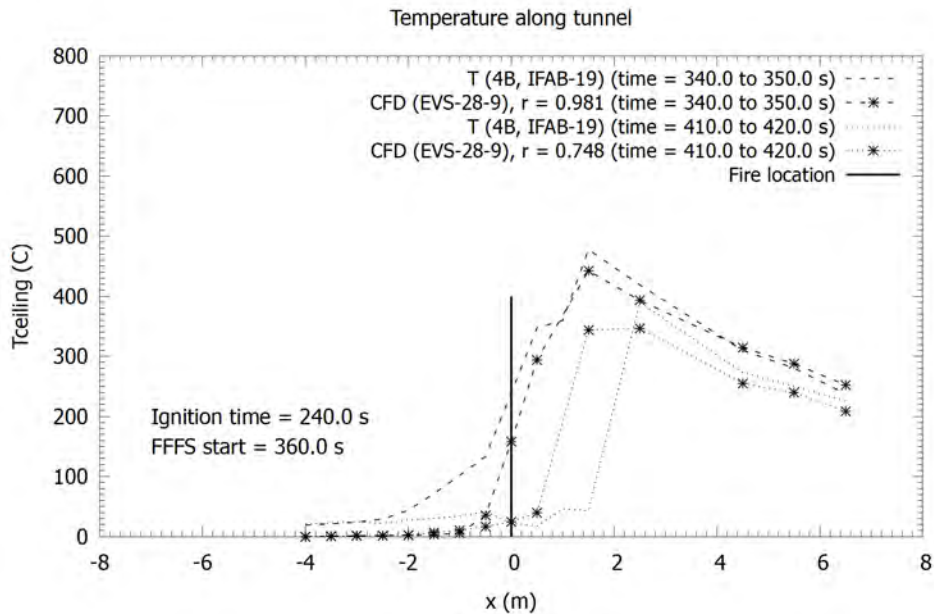 Temperature along tunnel
800
700
600
500
400
300
200
100
0
Tceiling (C)
T (4B, IFAB-19) (time = 340.0 to 350.0 s)
CFD (EVS-28-9), r = 0.981 (time = 340.0 to 350.0 s)
T (4B, IFAB-19) (time = 410.0 to 420.0 s)
CFD (EVS-28-9), r = 0.748 (time = 410.0 to 420.0 s)
Fire location
Ignition time = 240.0 s
FFFS start = 360.0 s
-8 -6 -4 -2 0 2 4 6 8
x (m)